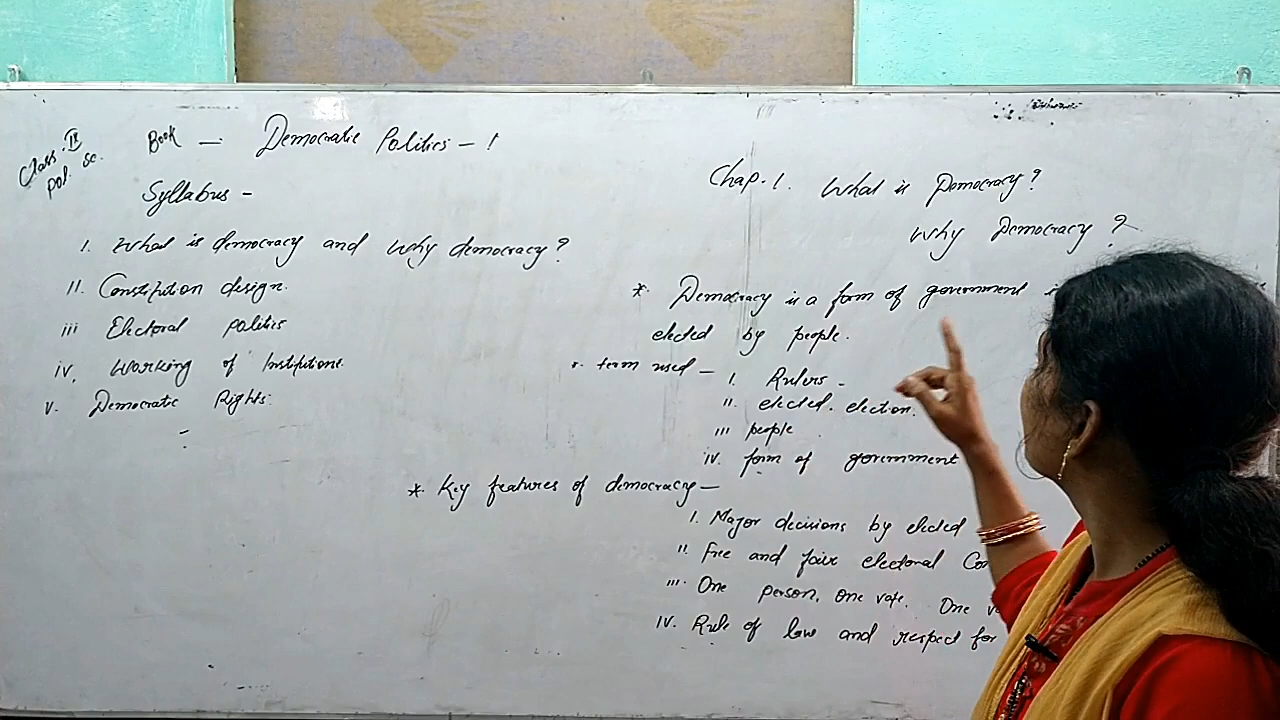 Class. IX
Pol. Sc.
Book — Democratic Politics - 1
Syllabus -
I. What is democracy and Why democracy?
II. Constitution design.
iii Electoral politics
iv. Working of Institutions.
V. Democratic Rights.
Chap. 1. What is Democracy?
Why Democracy?
* Democracy is a form of government
elected by people.
term used —
I. Rulers -
II. elected. election.
iii people
iv. form of government
* Key features of democracy —
I. Major decisions by elected
II. Free and fair electoral
iii. One person, one vote. One
IV. Rule of law and respect for